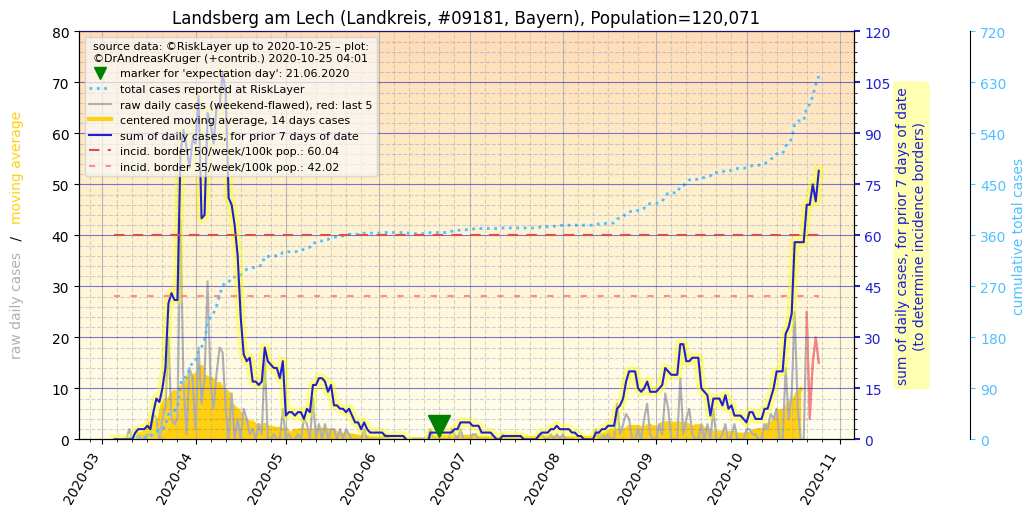 Landsberg am Lech (Landkreis, #09181, Bayern), Population=120,071
source data: ©RiskLayer up to 2020-10-25 – plot:
©DrAndreasKruger (+contrib.) 2020-10-25 04:01
marker for 'expectation day': 21.06.2020
total cases reported at RiskLayer
raw daily cases (weekend-flawed), red: last 5
centered moving average, 14 days cases
sum of daily cases, for prior 7 days of date
incid. border 50/week/100k pop.: 60.04
incid. border 35/week/100k pop.: 42.02
raw daily cases / moving average
80
70
60
50
40
30
20
10
0
120
105
90
75
60
45
30
15
0
sum of daily cases, for prior 7 days of date
(to determine incidence borders)
720
630
540
450
360
270
180
90
0
cumulative total cases
2020-03
2020-04
2020-05
2020-06
2020-07
2020-08
2020-09
2020-10
2020-11